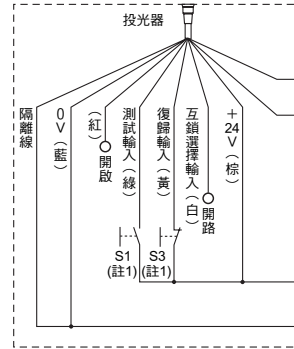 投光器
隔離線
0V（藍）
（紅）
開啟
測試輸入（綠）
復歸輸入（黃）
互鎖選擇輸入（白）
開路
＋24V（棕）
S1
(註1)
S3
(註1)